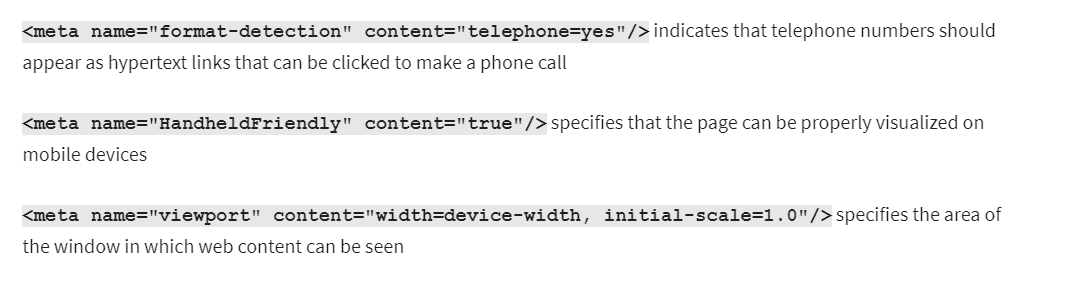 <meta name="format-detection" content="telephone=yes"/> indicates that telephone numbers should
appear as hypertext links that can be clicked to make a phone call
<meta name="HandheldFriendly" content="true"/> specifies that the page can be properly visualized on
mobile devices
<meta name="viewport" content="width=device-width, initial-scale=1.0"/> specifies the area of
the window in which web content can be seen